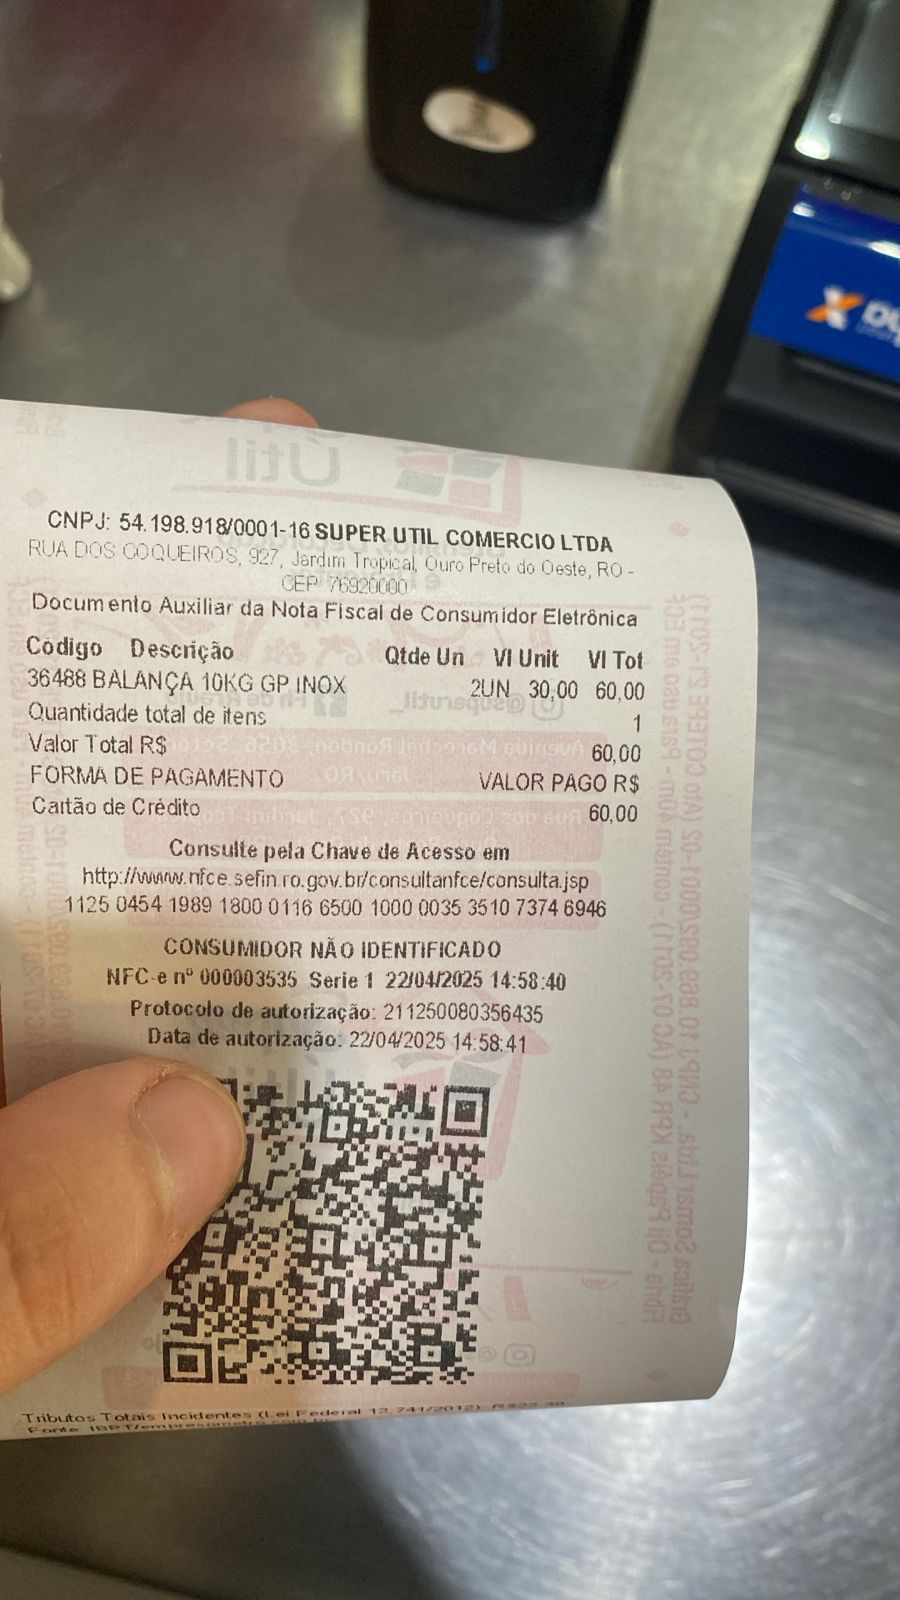 Útil
CNPJ: 54.198.918/0001-16 SUPER UTIL COMERCIO LTDA
RUA DOS COQUEIROS, 927, Jardim Tropical, Ouro Preto do Oeste, RO -
CEP 76920000
Documento Auxiliar da Nota Fiscal de Consumidor Eletrônica
Código Descrição Qtde Un Vl Unit Vl Tot
36488 BALANÇA 10KG GP INOX 2UN 30,00 60,00
Quantidade total de itens 1
Valor Total R$ 60,00
FORMA DE PAGAMENTO VALOR PAGO R$
Cartão de Crédito 60,00
Consulte pela Chave de Acesso em
http://www.nfce.sefin.ro.gov.br/consultanfce/consulta.jsp
1125 0454 1989 1800 0116 6500 1000 0035 3510 7374 6946
CONSUMIDOR NÃO IDENTIFICADO
NFC-e nº 000003535 Serie 1 22/04/2025 14:58:40
Protocolo de autorização: 211250080356435
Data de autorização: 22/04/2025 14:58:41
Tributos Totais Incidentes (Lei Federal 12.741/2012)